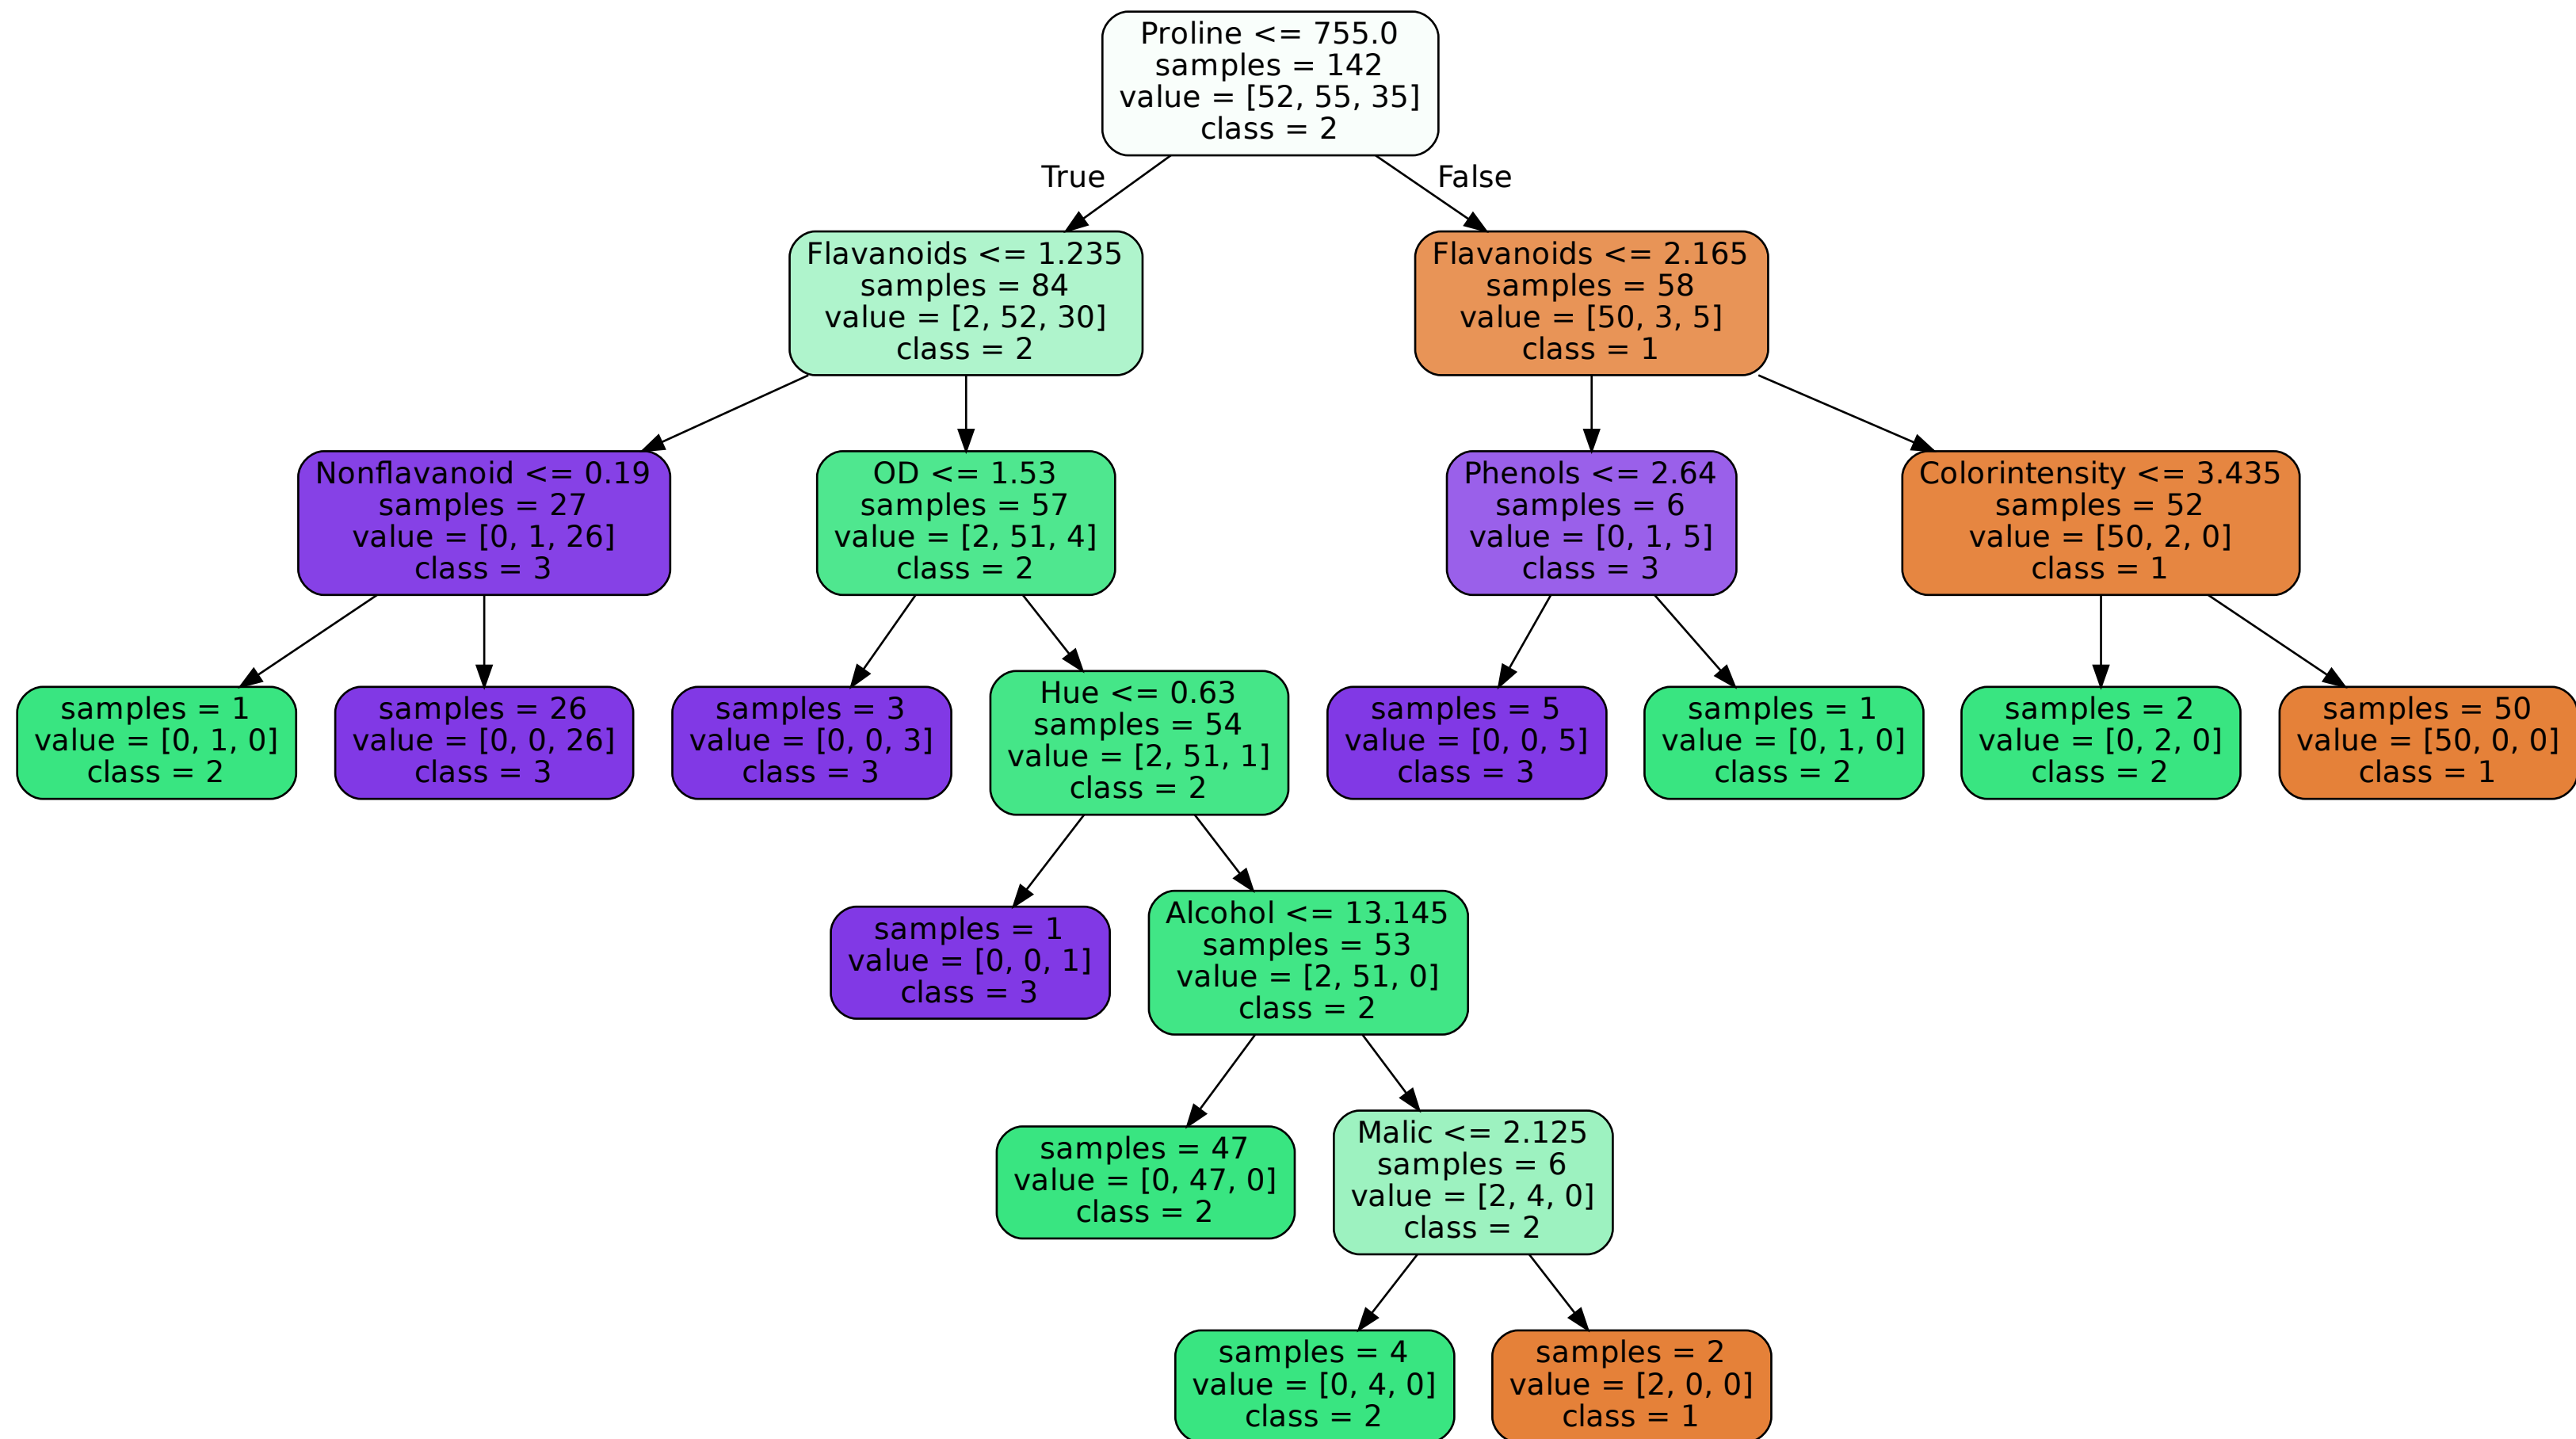 Proline <= 755.0
samples = 142
value = [52, 55, 35]
class = 2
True
False
Flavanoids <= 1.235
samples = 84
value = [2, 52, 30]
class = 2
Flavanoids <= 2.165
samples = 58
value = [50, 3, 5]
class = 1
Nonflavanoid <= 0.19
samples = 27
value = [0, 1, 26]
class = 3
OD <= 1.53
samples = 57
value = [2, 51, 4]
class = 2
Phenols <= 2.64
samples = 6
value = [0, 1, 5]
class = 3
Colorintensity <= 3.435
samples = 52
value = [50, 2, 0]
class = 1
samples = 1
value = [0, 1, 0]
class = 2
samples = 26
value = [0, 0, 26]
class = 3
samples = 3
value = [0, 0, 3]
class = 3
Hue <= 0.63
samples = 54
value = [2, 51, 1]
class = 2
samples = 5
value = [0, 0, 5]
class = 3
samples = 1
value = [0, 1, 0]
class = 2
samples = 2
value = [0, 2, 0]
class = 2
samples = 50
value = [50, 0, 0]
class = 1
samples = 1
value = [0, 0, 1]
class = 3
Alcohol <= 13.145
samples = 53
value = [2, 51, 0]
class = 2
samples = 47
value = [0, 47, 0]
class = 2
Malic <= 2.125
samples = 6
value = [2, 4, 0]
class = 2
samples = 4
value = [0, 4, 0]
class = 2
samples = 2
value = [2, 0, 0]
class = 1